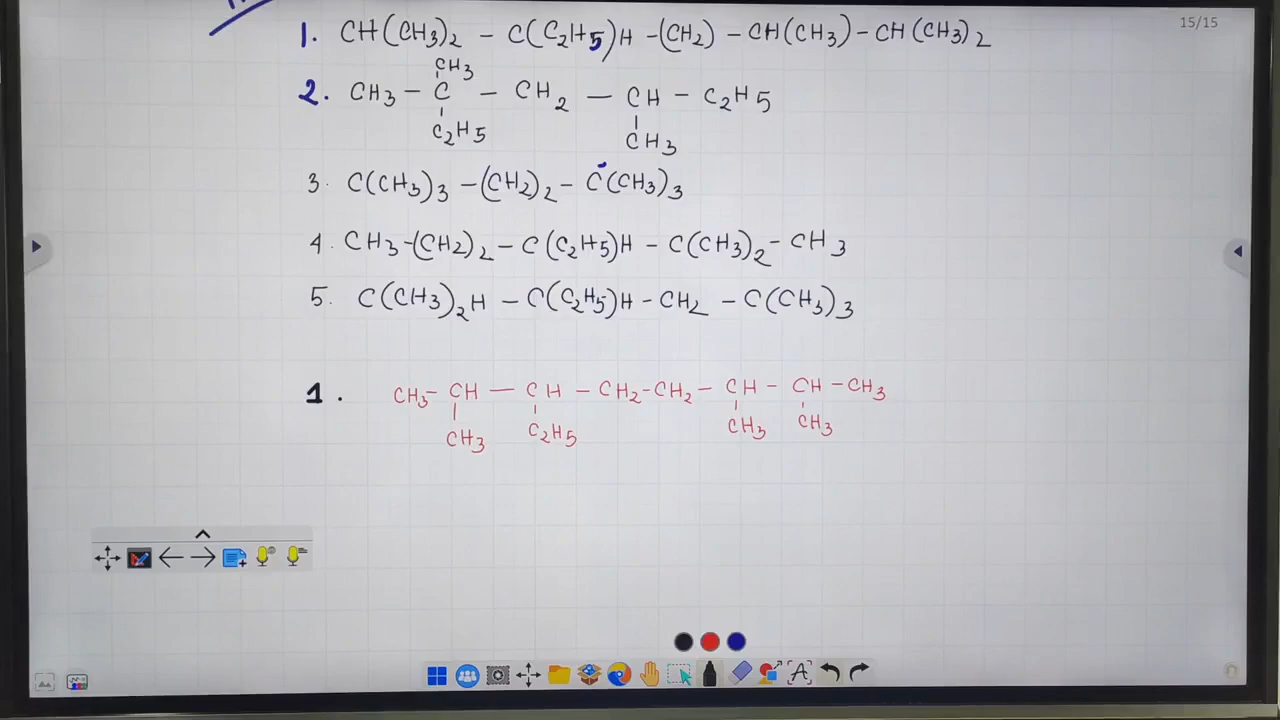 15/15
1. CH(CH3)2 – C(C2H5)H – (CH2) – CH(CH3) – CH(CH3)2
CH3
2. CH3 – C – CH2 – CH – C2H5
C2H5 CH3
3. C(CH3)3 – (CH2)2 – C(CH3)3
4. CH3-(CH2)2 – C(C2H5)H – C(CH3)2 – CH3
5. C(CH3)2H – C(C2H5)H – CH2 – C(CH3)3
1. CH3 – CH – CH – CH2 – CH2 – CH – CH – CH3
CH3 C2H5 CH3 CH3
A